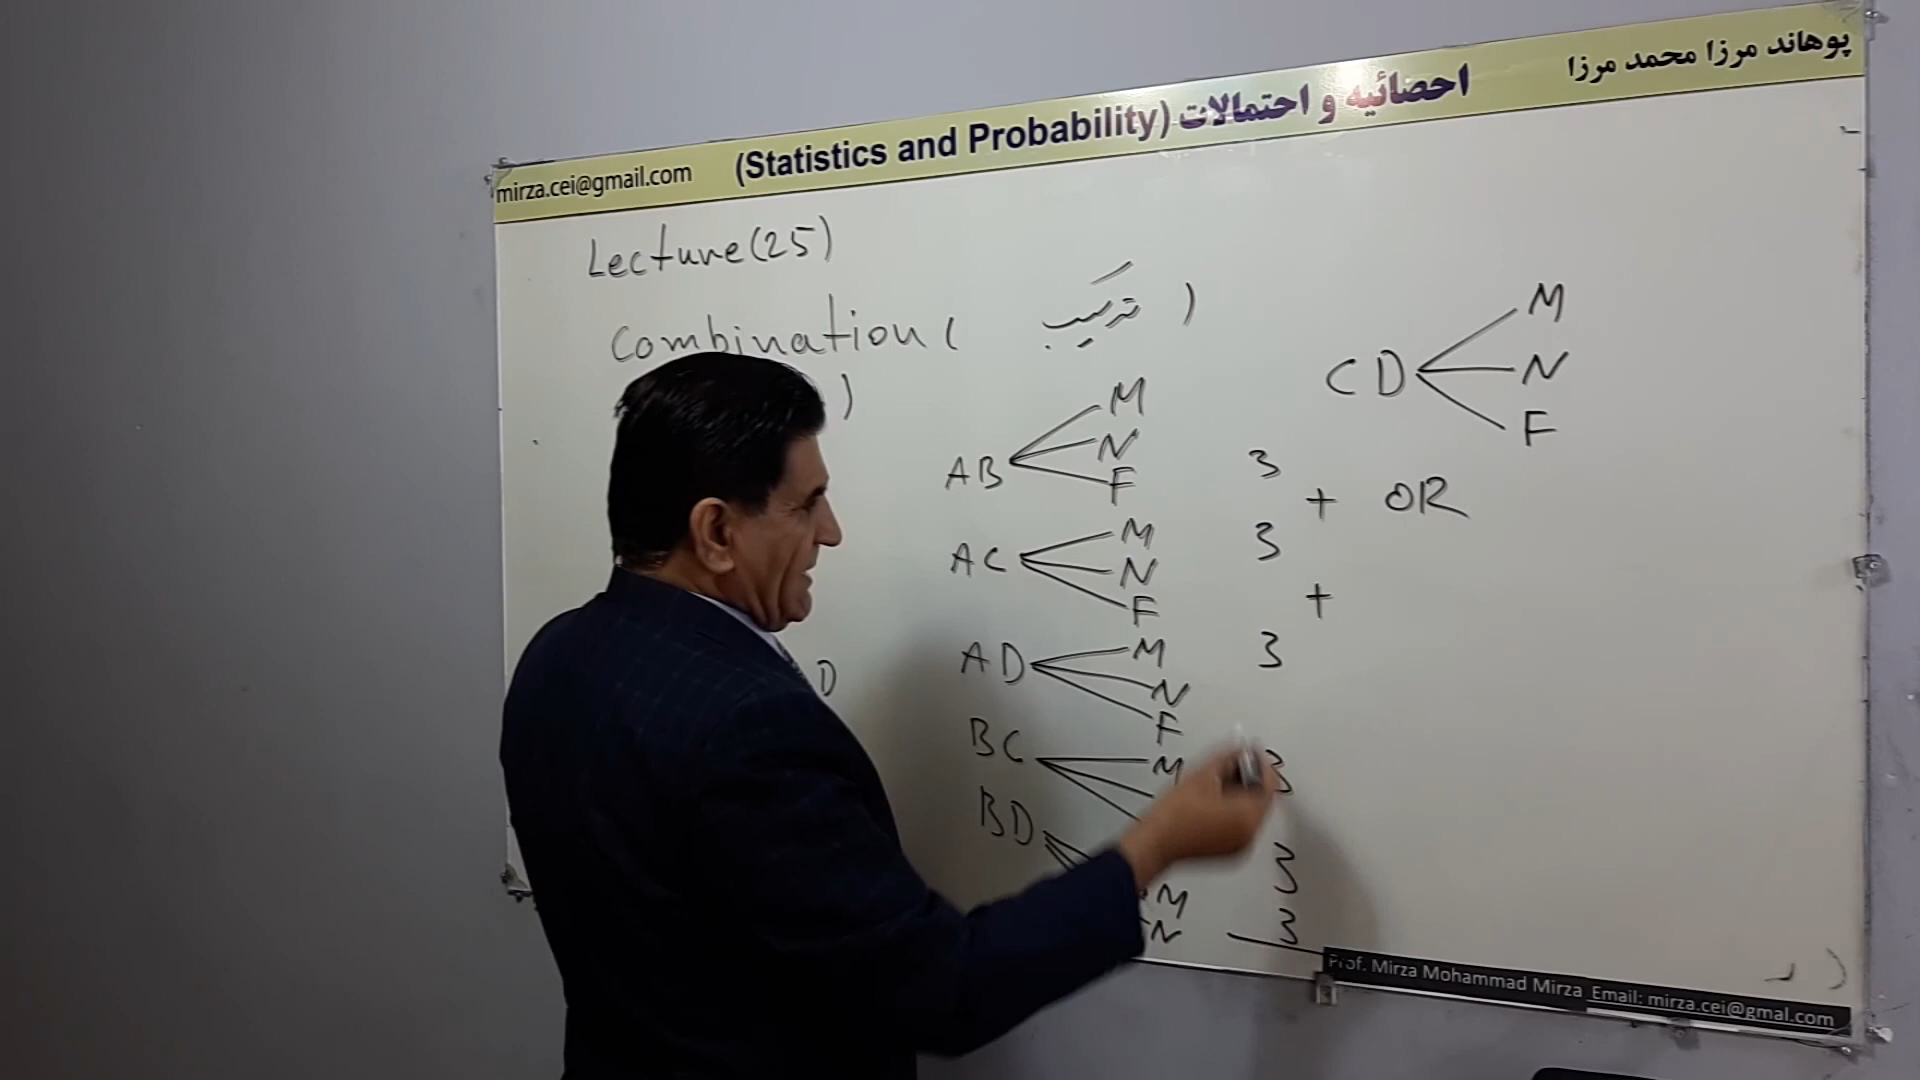 پوهاند مرزا محمد مرزا
احصائیه و احتمالات (Statistics and Probability)
mirza.cei@gmail.com
Lecture(25)
Combination ( ترکیب )
)
D
AB
M
N
F
3
+ OR
AC
M
N
F
3
+
AD
M
N
F
3
BC
M
3
BD
M
N
3
3
CD
M
N
F
Prof. Mirza Mohammad Mirza Email: mirza.cei@gmal.com